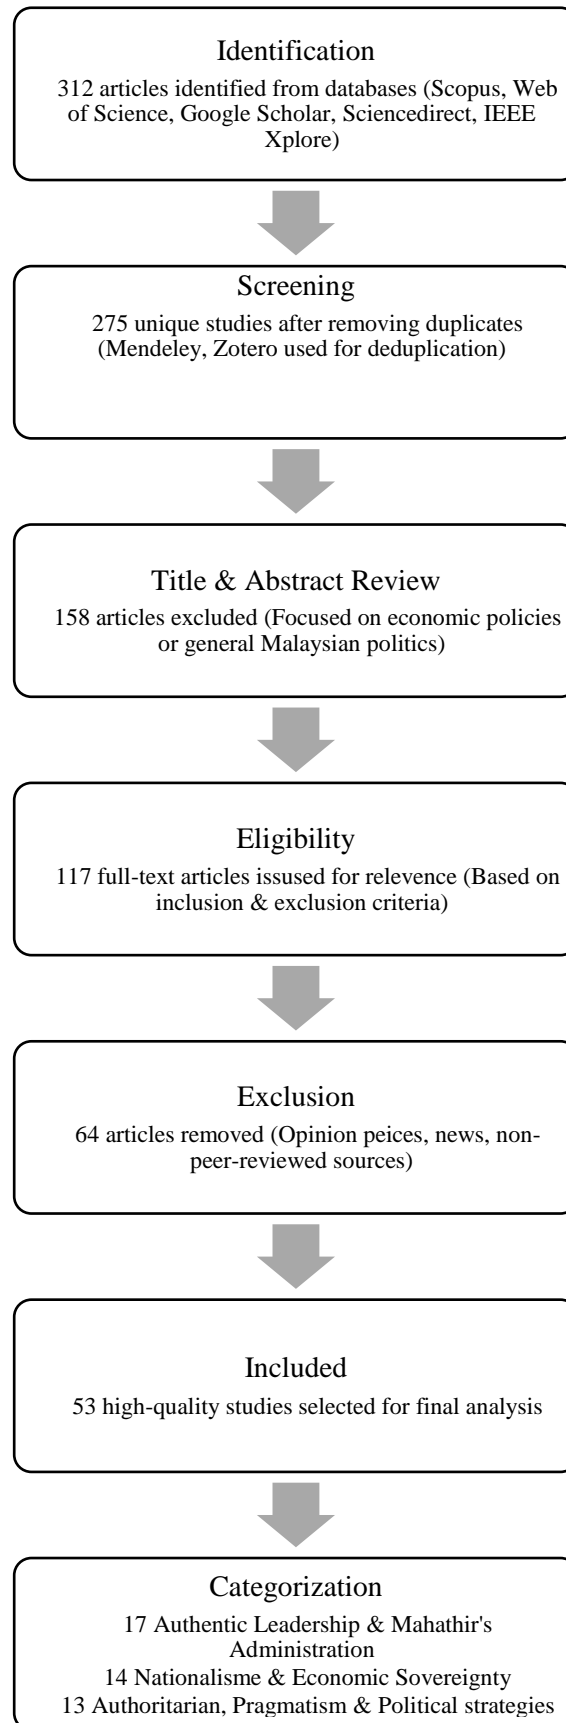 Identification
312 articles identified from databases (Scopus, Web
of Science, Google Scholar, Sciencedirect, IEEE
Xplore)
Screening
275 unique studies after removing duplicates
(Mendeley, Zotero used for deduplication)
Title & Abstract Review
158 articles excluded (Focused on economic policies
or general Malaysian politics)
Eligibility
117 full-text articles issused for relevence (Based on
inclusion & exclusion criteria)
Exclusion
64 articles removed (Opinion peices, news, non-
peer-reviewed sources)
Included
53 high-quality studies selected for final analysis
Categorization
17 Authentic Leadership & Mahathir's
Administration
14 Nationalisme & Economic Sovereignty
13 Authoritarian, Pragmatism & Political strategies